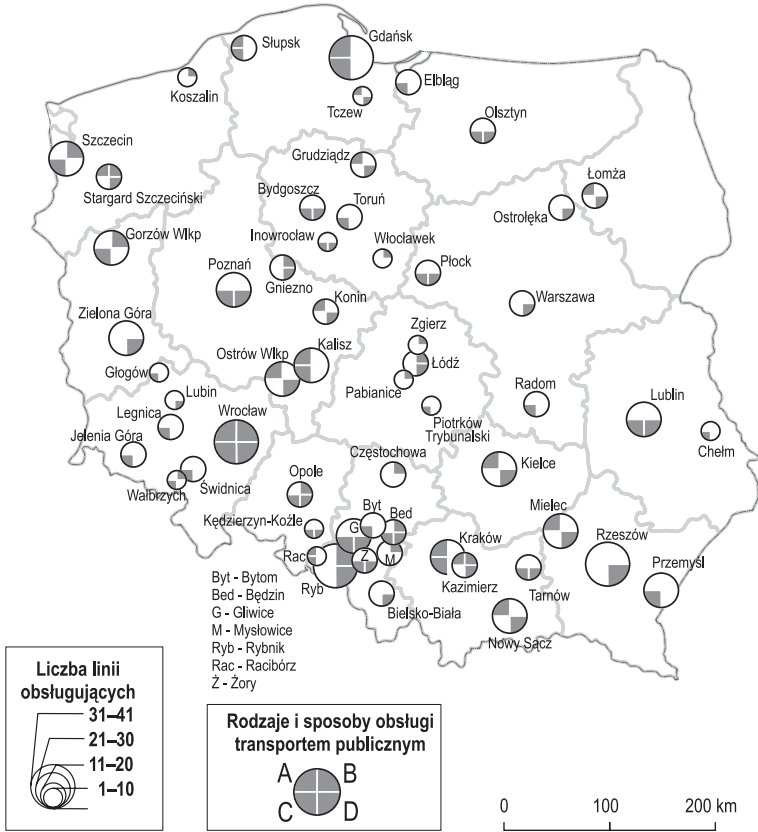 Słupsk
Gdańsk
Koszalin
Elbląg
Tczew
Olsztyn
Szczecin
Grudziądz
Łomża
Stargard Szczeciński
Bydgoszcz
Toruń
Ostrołęka
Gorzów Wlkp
Inowrocław
Włocławek
Płock
Poznań
Gniezno
Konin
Warszawa
Zielona Góra
Zgierz
Ostrów Wlkp
Kalisz
Łódź
Głogów
Pabianice
Lubin
Radom
Lublin
Legnica
Wrocław
Piotrków
Trybunalski
Chełm
Jelenia Góra
Częstochowa
Kielce
Wałbrzych
Świdnica
Opole
Byt
Bed
Mielec
Kędzierzyn-Koźle
G
Kraków
Rzeszów
Rac
Ż
M
Przemyśl
Ryb
Kazimierz
Tarnów
Bielsko-Biała
Nowy Sącz
Byt - Bytom
Bed - Będzin
G - Gliwice
M - Mysłowice
Ryb - Rybnik
Rac - Racibórz
Ż - Żory
Liczba linii
obsługujących
31–41
21–30
11–20
1–10
Rodzaje i sposoby obsługi
transportem publicznym
A B
C D
0 100 200 km